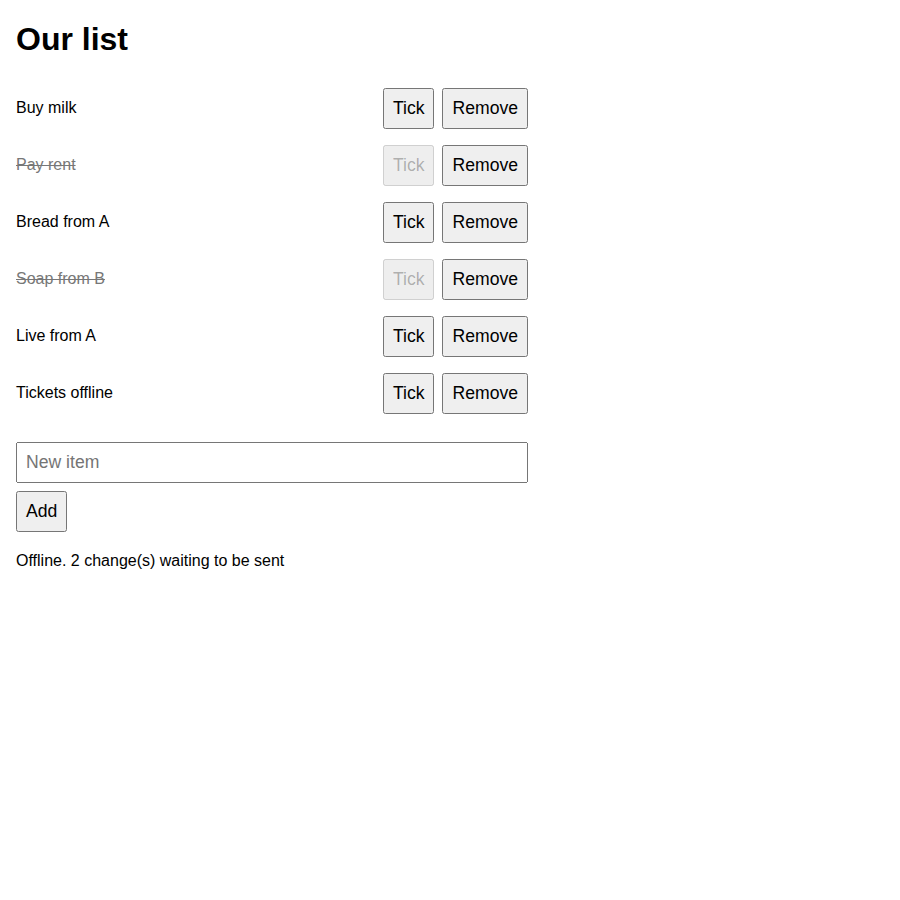 Our list
Buy milk Tick Remove
Pay rent Tick Remove
Bread from A Tick Remove
Soap from B Tick Remove
Live from A Tick Remove
Tickets offline Tick Remove
New item
Add
Offline. 2 change(s) waiting to be sent